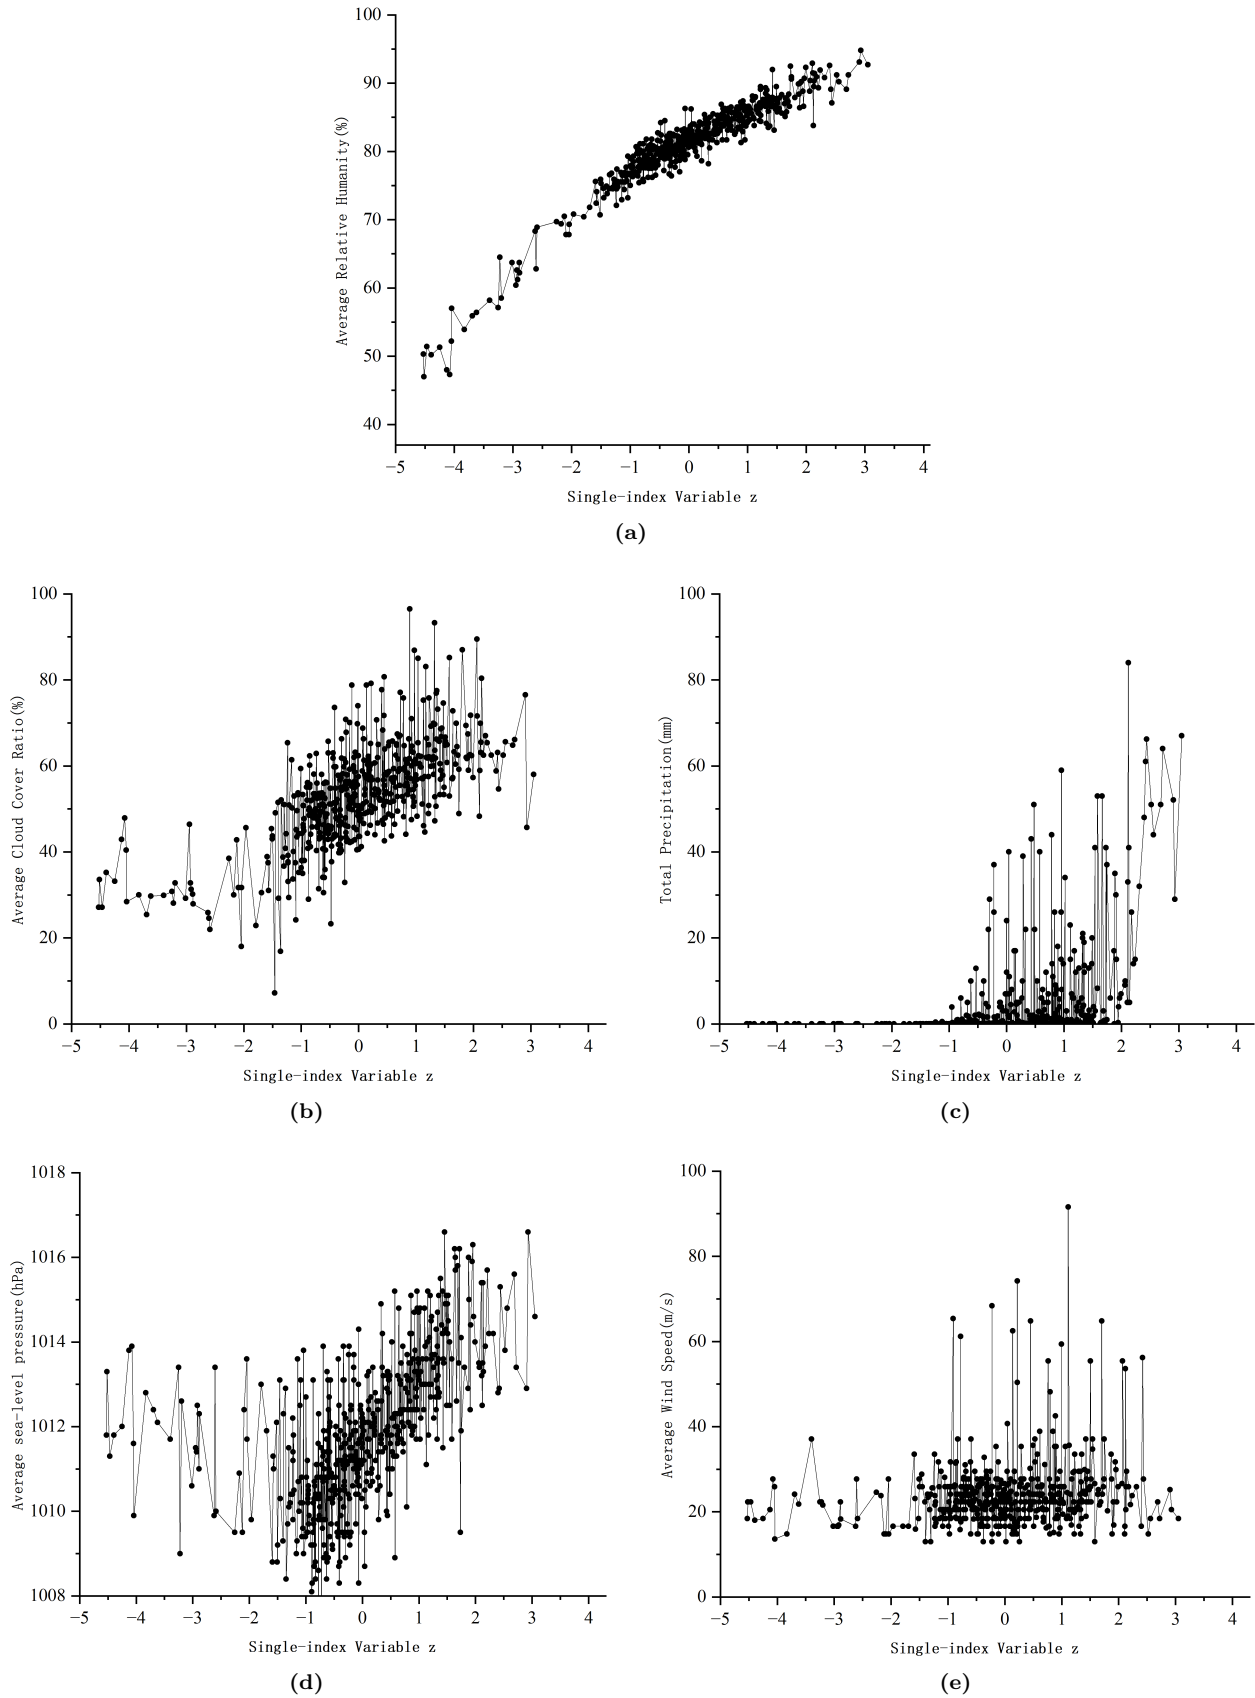 100
90
80
70
60
50
40
Average Relative Humanity(%)
−5 −4 −3 −2 −1 0 1 2 3 4
Single-index Variable z
(a)
100
80
60
40
20
0
Average Cloud Cover Ratio(%)
−5 −4 −3 −2 −1 0 1 2 3 4
Single-index Variable z
(b)
100
80
60
40
20
0
Total Precipitation(mm)
−5 −4 −3 −2 −1 0 1 2 3 4
Single-index Variable z
(c)
1018
1016
1014
1012
1010
1008
Average sea-level pressure(hPa)
−5 −4 −3 −2 −1 0 1 2 3 4
Single-index Variable z
(d)
100
80
60
40
20
0
Average Wind Speed(m/s)
−5 −4 −3 −2 −1 0 1 2 3 4
Single-index Variable z
(e)